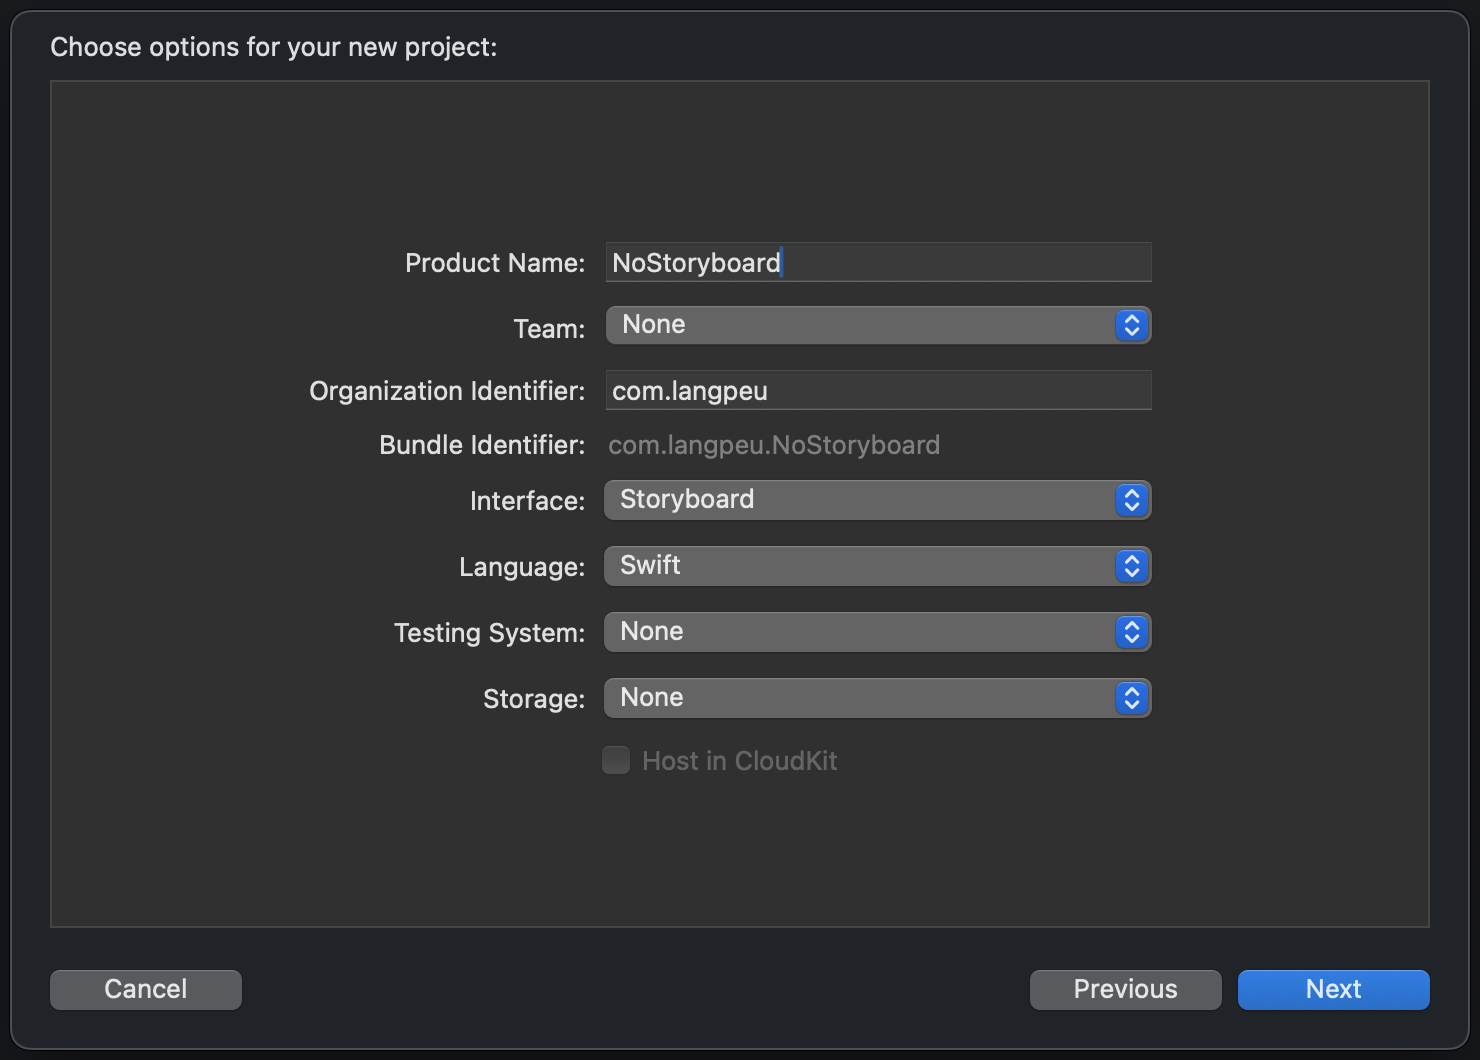 Choose options for your new project:
Product Name: NoStoryboard
Team: None
Organization Identifier: com.langpeu
Bundle Identifier: com.langpeu.NoStoryboard
Interface: Storyboard
Language: Swift
Testing System: None
Storage: None
Host in CloudKit
Cancel Previous Next